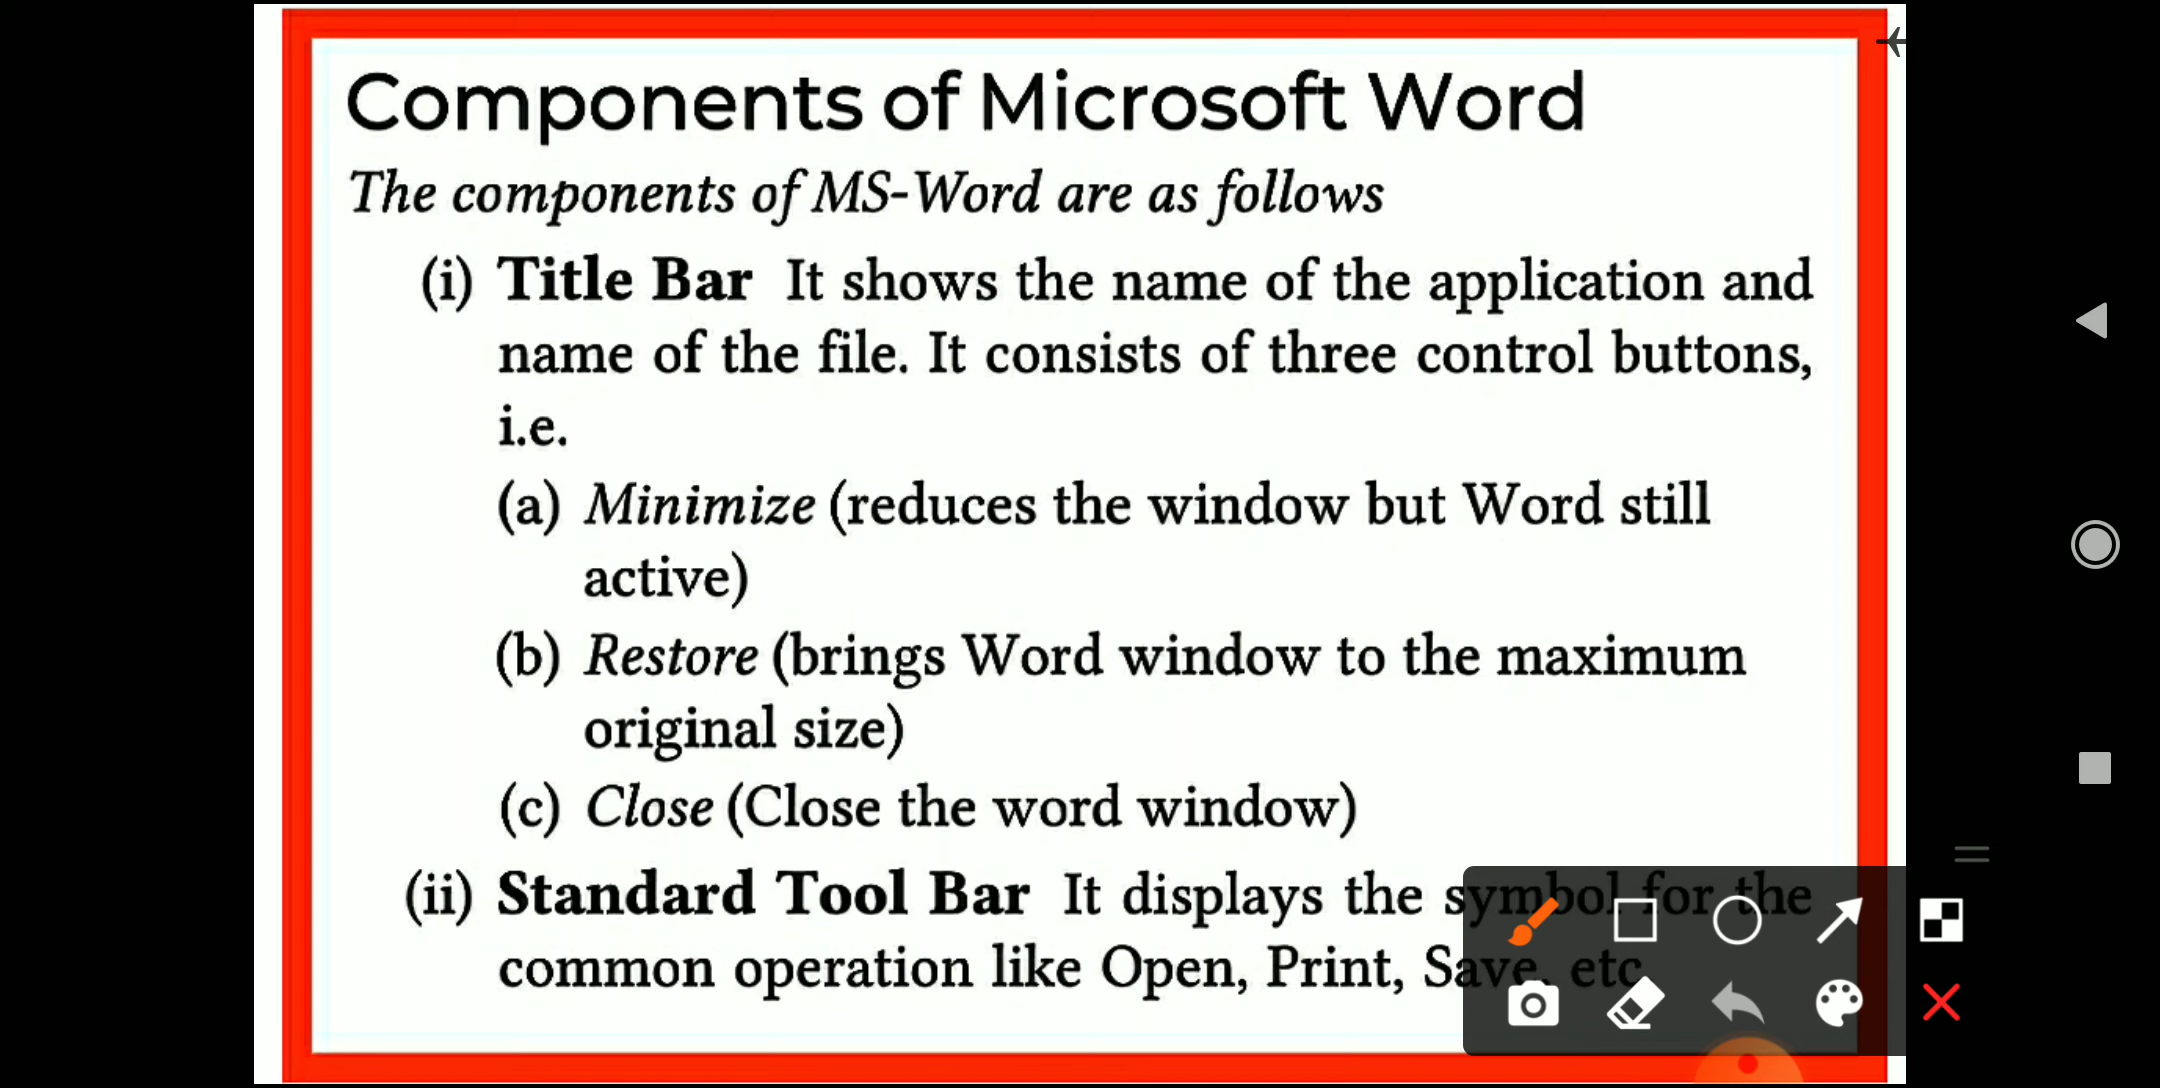 Components of Microsoft Word
The components of MS-Word are as follows
(i) Title Bar It shows the name of the application and
name of the file. It consists of three control buttons,
i.e.
(a) Minimize (reduces the window but Word still
active)
(b) Restore (brings Word window to the maximum
original size)
(c) Close (Close the word window)
(ii) Standard Tool Bar It displays the symbol for the
common operation like Open, Print, Save, etc